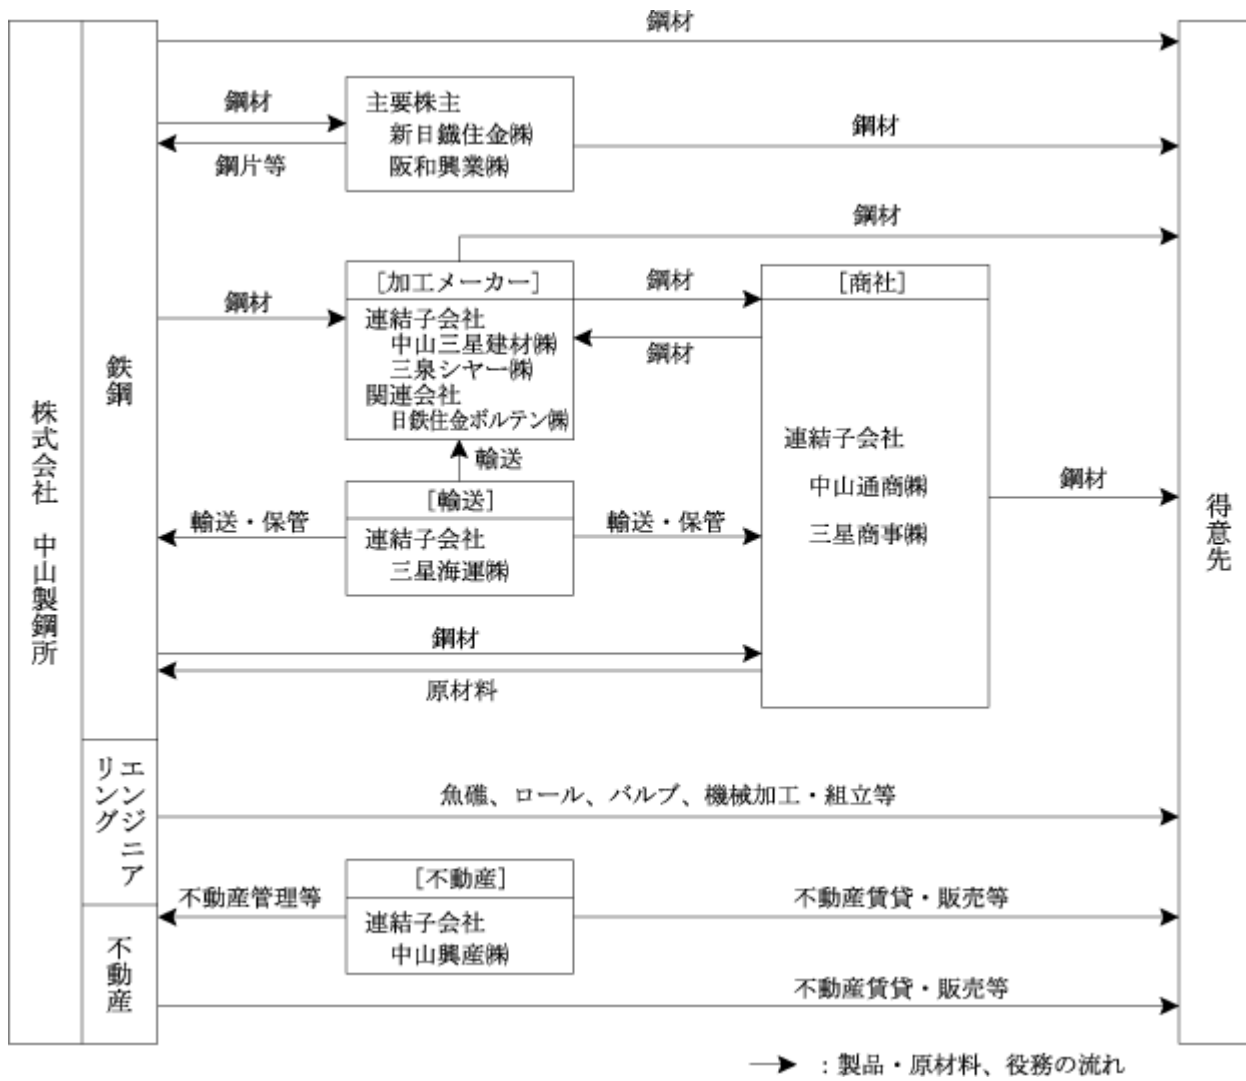 鋼材
鋼材
主要株主
新日鐵住金㈱
阪和興業㈱
鋼片等
鋼材
鋼材
[加工メーカー]
鋼材
[商社]
鋼材
連結子会社
中山三星建材㈱
三泉シヤー㈱
関連会社
日鉄住金ボルテン㈱
鋼材
鉄鋼
株式会社 中山製鋼所
輸送
連結子会社
中山通商㈱
三星商事㈱
鋼材
得意先
[輸送]
輸送・保管
連結子会社
三星海運㈱
輸送・保管
鋼材
原材料
エンジニア
リング
魚礁、ロール、バルブ、機械加工・組立等
[不動産]
不動産管理等
連結子会社
中山興産㈱
不動産賃貸・販売等
不動産
不動産賃貸・販売等
:製品・原材料、役務の流れ